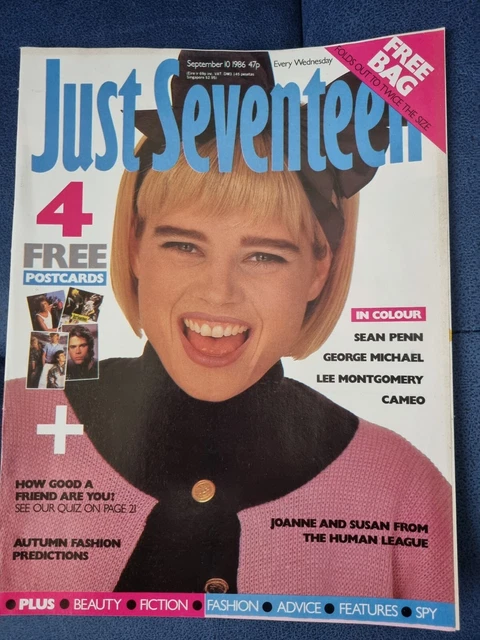 September 10 1986 47p
Every Wednesday
FREE
BAG
FOLDS OUT TO TWICE THE SIZE
Just Seventeen
4
FREE
POSTCARDS
IN COLOUR
SEAN PENN
GEORGE MICHAEL
LEE MONTGOMERY
CAMEO
+
HOW GOOD A
FRIEND ARE YOU?
SEE OUR QUIZ ON PAGE 21
AUTUMN FASHION
PREDICTIONS
JOANNE AND SUSAN FROM
THE HUMAN LEAGUE
• PLUS • BEAUTY • FICTION • FASHION • ADVICE • FEATURES • SPY